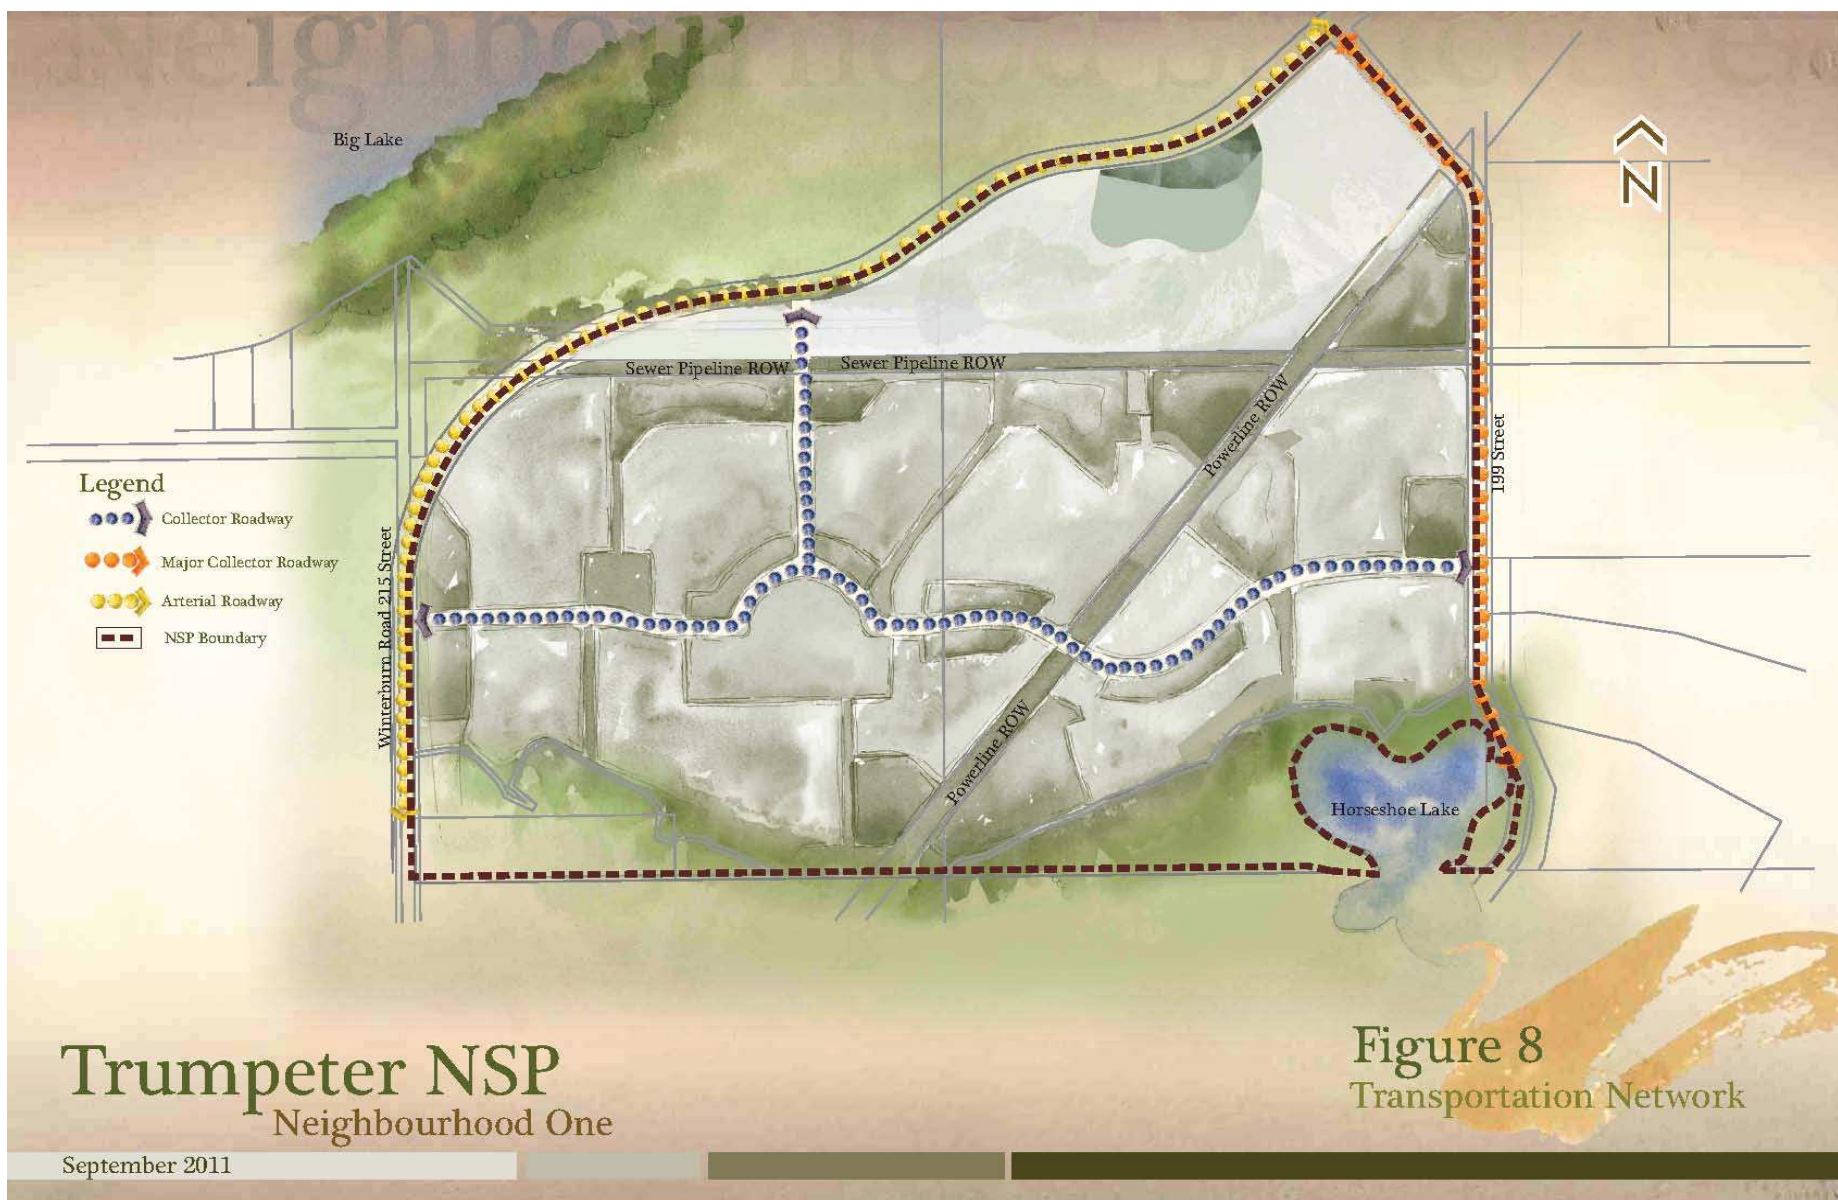 Big Lake
N
Sewer Pipeline ROW
Sewer Pipeline ROW
Powerline ROW
199 Street
Legend
Collector Roadway
Major Collector Roadway
Arterial Roadway
NSP Boundary
Winterburn Road 215 Street
Powerline ROW
Horseshoe Lake
Trumpeter NSP
Neighbourhood One
Figure 8
Transportation Network
September 2011